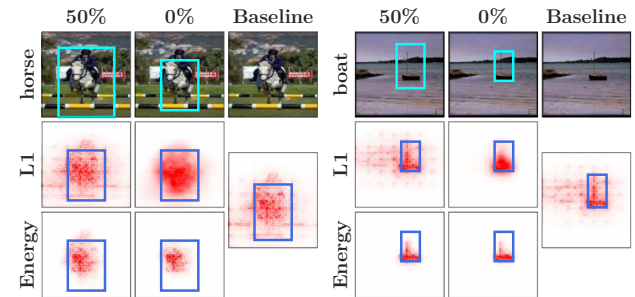 50% 0% Baseline 50% 0% Baseline
horse boat
L1 L1
Energy Energy